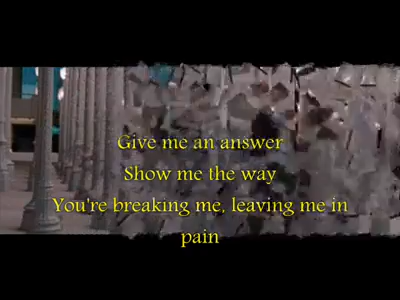 Give me an answer
Show me the way
You're breaking me, leaving me in
pain